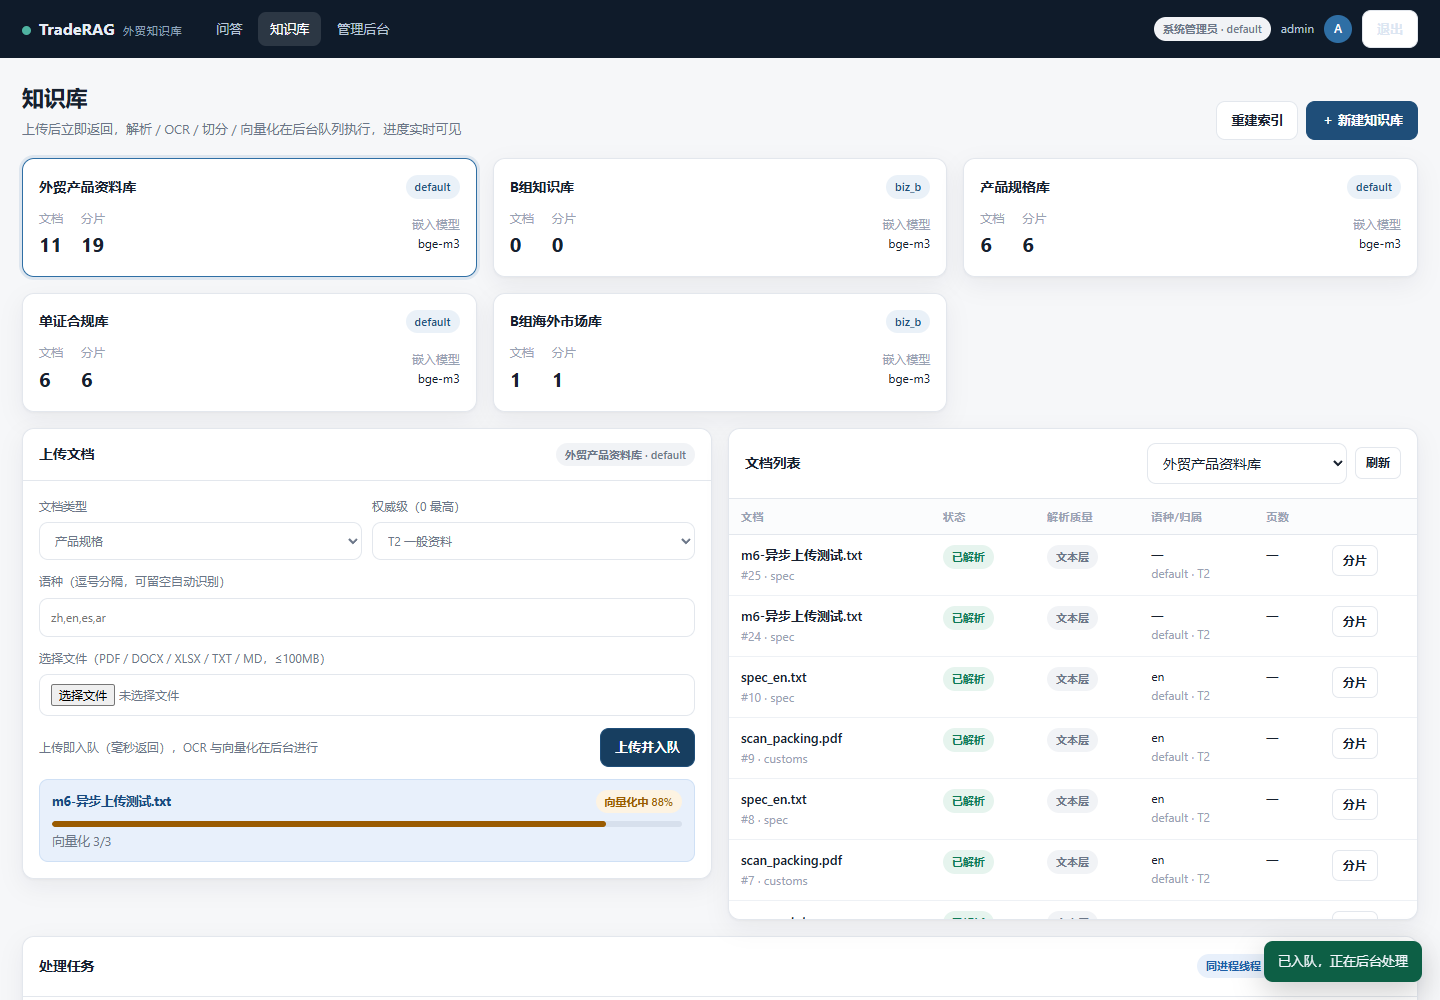 TradeRAG 外贸知识库 问答 知识库 管理后台 系统管理员 · default admin A 退出
知识库
上传后立即返回，解析 / OCR / 切分 / 向量化在后台队列执行，进度实时可见
重建索引 + 新建知识库
外贸产品资料库 default
文档 分片 嵌入模型
11 19 bge-m3
B组知识库 biz_b
文档 分片 嵌入模型
0 0 bge-m3
产品规格库 default
文档 分片 嵌入模型
6 6 bge-m3
单证合规库 default
文档 分片 嵌入模型
6 6 bge-m3
B组海外市场库 biz_b
文档 分片 嵌入模型
1 1 bge-m3
上传文档 外贸产品资料库 · default
文档类型 权威级（0 最高）
产品规格 T2 一般资料
语种（逗号分隔，可留空自动识别）
zh,en,es,ar
选择文件（PDF / DOCX / XLSX / TXT / MD，≤100MB）
选择文件 未选择文件
上传即入队（毫秒返回），OCR 与向量化在后台进行 上传并入队
m6-异步上传测试.txt 向量化中 88%
向量化 3/3
文档列表 外贸产品资料库 刷新
文档 状态 解析质量 语种/归属 页数
m6-异步上传测试.txt 已解析 文本层 — — 分片
#25 · spec default · T2
m6-异步上传测试.txt 已解析 文本层 — — 分片
#24 · spec default · T2
spec_en.txt 已解析 文本层 en — 分片
#10 · spec default · T2
scan_packing.pdf 已解析 文本层 en — 分片
#9 · customs default · T2
spec_en.txt 已解析 文本层 en — 分片
#8 · spec default · T2
scan_packing.pdf 已解析 文本层 en — 分片
#7 · customs default · T2
处理任务 同进程线程
已入队，正在后台处理